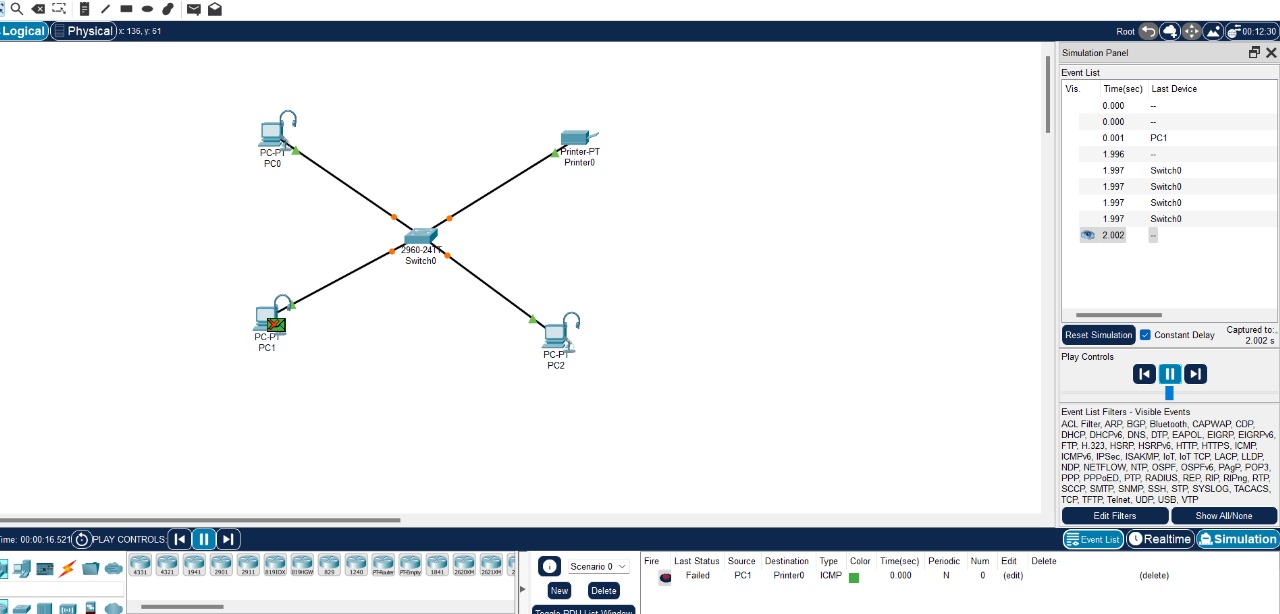 Logical Physical x: 136, y: 61 Root 00:12:30
Simulation Panel
Event List
Vis. Time(sec) Last Device
0.000 --
0.000 --
0.001 PC1
1.996 --
1.997 Switch0
1.997 Switch0
1.997 Switch0
1.997 Switch0
2.002 --
PC-PT
PC0
Printer-PT
Printer0
2960-24TT
Switch0
PC-PT
PC1
PC-PT
PC2
Reset Simulation Constant Delay Captured to:
2.002 s
Play Controls
Event List Filters - Visible Events
ACL Filter, ARP, BGP, Bluetooth, CAPWAP, CDP,
DHCP, DHCPv6, DNS, DTP, EAPOL, EIGRP, EIGRPv6,
FTP, H.323, HSRP, HSRPv6, HTTP, HTTPS, ICMP,
ICMPv6, IPSec, ISAKMP, IoT, IoT TCP, LACP, LLDP,
NDP, NETFLOW, NTP, OSPF, OSPFv6, PAgP, POP3,
PPP, PPPoED, PTP, RADIUS, REP, RIP, RIPng, RTP,
SCCP, SMTP, SNMP, SSH, STP, SYSLOG, TACACS,
TCP, TFTP, Telnet, UDP, USB, VTP
Edit Filters Show All/None
ime: 00:00:16.521 PLAY CONTROLS: Event List Realtime Simulation
4331 4321 1941 2901 2911 819IOX 819HGW 829 1240 PT-Router PT-Empty 1841 2620XM 2621XM 2
Scenario 0
New Delete
Toggle PDU List Window
Fire Last Status Source Destination Type Color Time(sec) Periodic Num Edit Delete
Failed PC1 Printer0 ICMP 0.000 N 0 (edit) (delete)